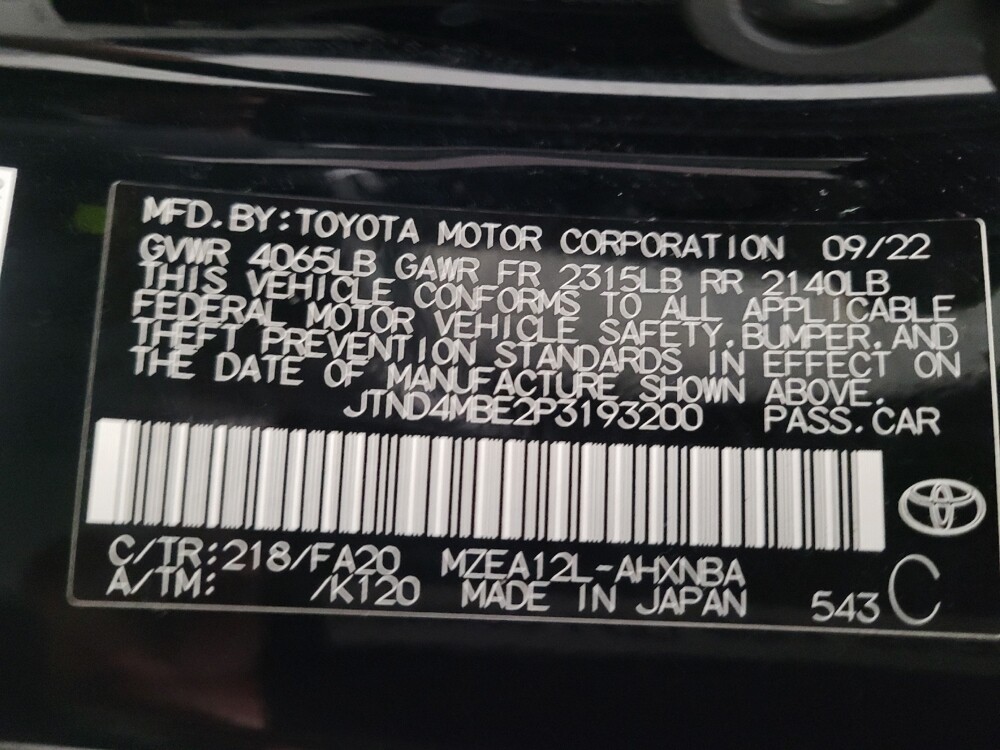 MFD. BY: TOYOTA MOTOR CORPORATION 09/22
GVWR 4065LB GAWR FR 2315LB RR 2140LB
THIS VEHICLE CONFORMS TO ALL APPLICABLE
FEDERAL MOTOR VEHICLE SAFETY, BUMPER, AND
THEFT PREVENTION STANDARDS IN EFFECT ON
THE DATE OF MANUFACTURE SHOWN ABOVE.
JTND4MBE2P3193200 PASS. CAR
C/TR: 218/FA20 MZEA12L-AHXNBA
A/TM: /K120 MADE IN JAPAN 543 C